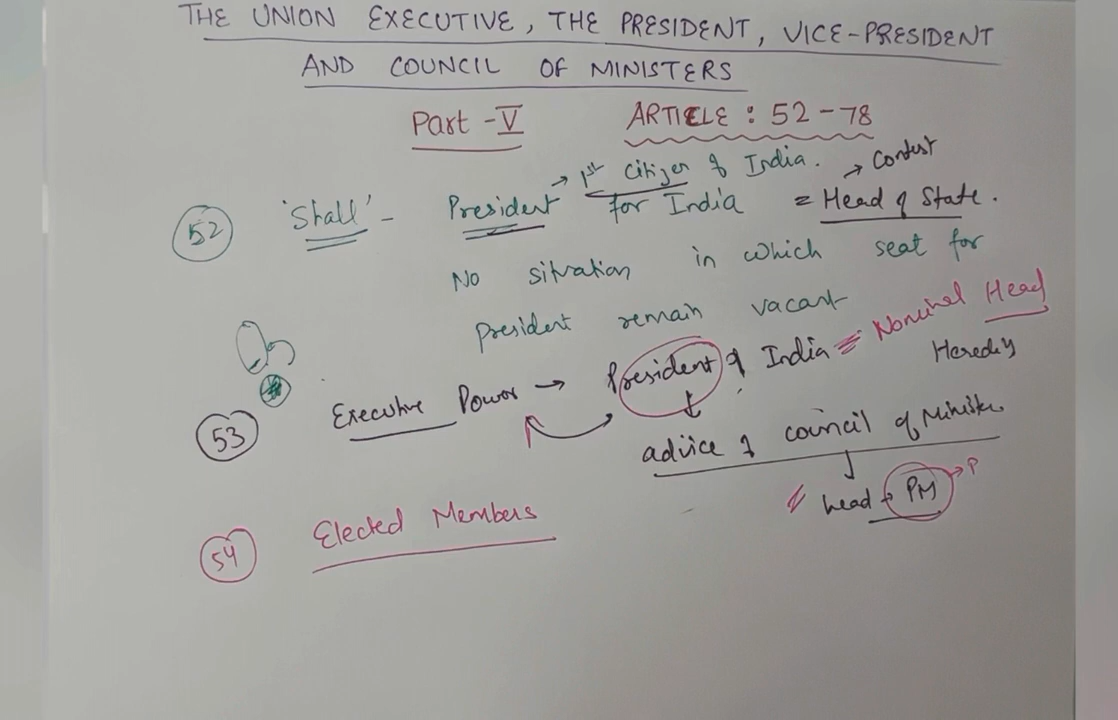 THE UNION EXECUTIVE, THE PRESIDENT, VICE-PRESIDENT
AND COUNCIL OF MINISTERS
Part -V ARTICLE : 52-78
→ 1st Citizen of India. → Contest
52 'Shall' - President for India = Head of State.
No situation in which seat for
president remain vacant
53 Executive Power → President of India = Nominal Head
advice of council of Ministe
head → PM → P
54 Elected Members